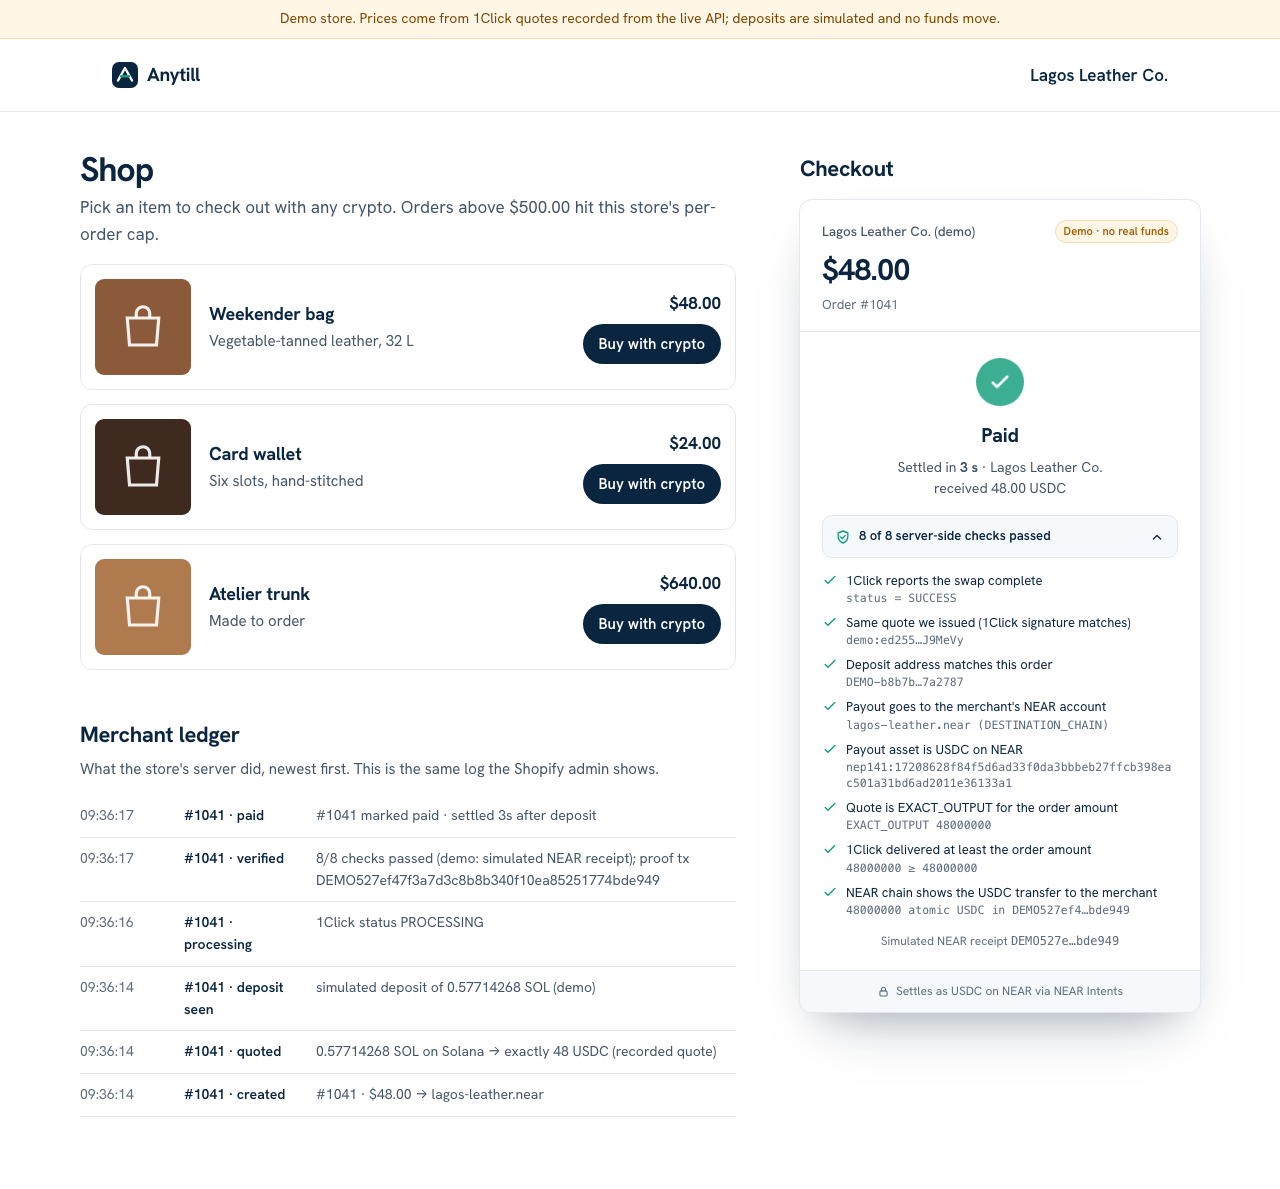 Demo store. Prices come from 1Click quotes recorded from the live API; deposits are simulated and no funds move.
Anytill
Lagos Leather Co.
Shop
Pick an item to check out with any crypto. Orders above $500.00 hit this store's per-
order cap.
Weekender bag
Vegetable-tanned leather, 32 L
$48.00
Buy with crypto
Card wallet
Six slots, hand-stitched
$24.00
Buy with crypto
Atelier trunk
Made to order
$640.00
Buy with crypto
Merchant ledger
What the store's server did, newest first. This is the same log the Shopify admin shows.
09:36:17 #1041 · paid #1041 marked paid · settled 3s after deposit
09:36:17 #1041 · verified 8/8 checks passed (demo: simulated NEAR receipt); proof tx
DEMO527ef47f3a7d3c8b8b340f10ea85251774bde949
09:36:16 #1041 · 1Click status PROCESSING
processing
09:36:14 #1041 · deposit simulated deposit of 0.57714268 SOL (demo)
seen
09:36:14 #1041 · quoted 0.57714268 SOL on Solana → exactly 48 USDC (recorded quote)
09:36:14 #1041 · created #1041 · $48.00 → lagos-leather.near
Checkout
Lagos Leather Co. (demo)
Demo · no real funds
$48.00
Order #1041
Paid
Settled in 3 s · Lagos Leather Co.
received 48.00 USDC
8 of 8 server-side checks passed
1Click reports the swap complete
status = SUCCESS
Same quote we issued (1Click signature matches)
demo:ed255…J9MeVy
Deposit address matches this order
DEMO-b8b7b…7a2787
Payout goes to the merchant's NEAR account
lagos-leather.near (DESTINATION_CHAIN)
Payout asset is USDC on NEAR
nep141:17208628f84f5d6ad33f0da3bbbeb27ffcb398ea
c501a31bd6ad2011e36133a1
Quote is EXACT_OUTPUT for the order amount
EXACT_OUTPUT 48000000
1Click delivered at least the order amount
48000000 ≥ 48000000
NEAR chain shows the USDC transfer to the merchant
48000000 atomic USDC in DEMO527ef4…bde949
Simulated NEAR receipt DEMO527e…bde949
Settles as USDC on NEAR via NEAR Intents